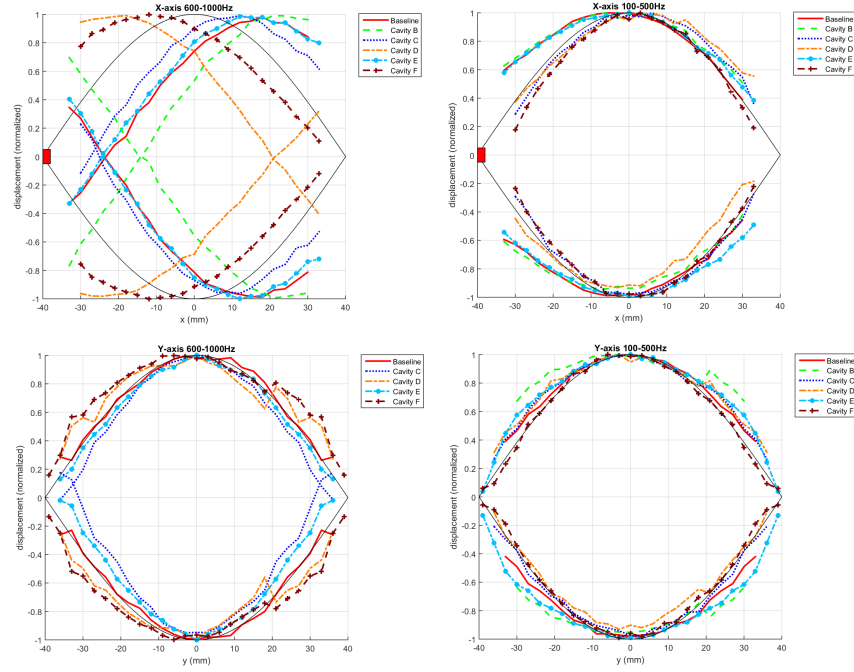 X-axis 600-1000Hz
displacement (normalized)
1
0.8
0.6
0.4
0.2
0
-0.2
-0.4
-0.6
-0.8
-1
-40 -30 -20 -10 0 10 20 30 40
x (mm)
Baseline
Cavity B
Cavity C
Cavity D
Cavity E
Cavity F
X-axis 100-500Hz
displacement (normalized)
1
0.8
0.6
0.4
0.2
0
0.2
0.4
0.6
0.8
-1
-40 -30 -20 -10 0 10 20 30 40
x (mm)
Baseline
Cavity B
Cavity C
Cavity D
Cavity E
Cavity F
Y-axis 600-1000Hz
displacement (normalized)
1
0.8
0.6
0.4
0.2
0
-0.2
-0.4
-0.6
-0.8
-1
-40 -30 -20 -10 0 10 20 30 40
y (mm)
Baseline
Cavity C
Cavity D
Cavity E
Cavity F
Y-axis 100-500Hz
displacement (normalized)
1
0.8
0.6
0.4
0.2
0
-0.2
-0.4
-0.6
-0.8
-1
-40 -30 -20 -10 0 10 20 30 40
y (mm)
Baseline
Cavity B
Cavity C
Cavity D
Cavity E
Cavity F